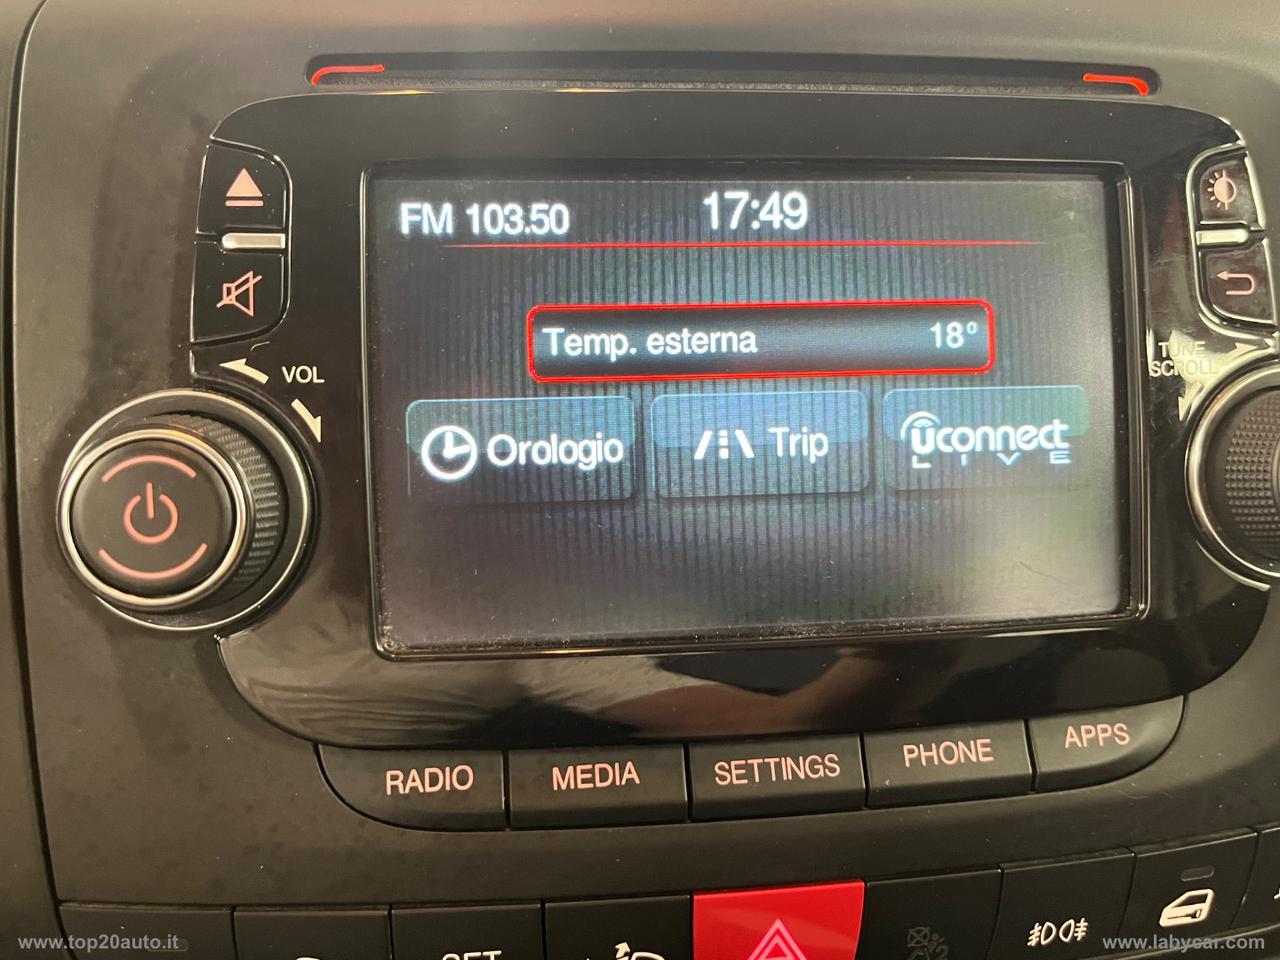 FM 103.50
17:49
Temp. esterna 18°
Orologio
Trip
uconnect
LIVE
VOL
TUNE
SCROLL
RADIO
MEDIA
SETTINGS
PHONE
APPS
SET
www.top20auto.it
www.labycar.com